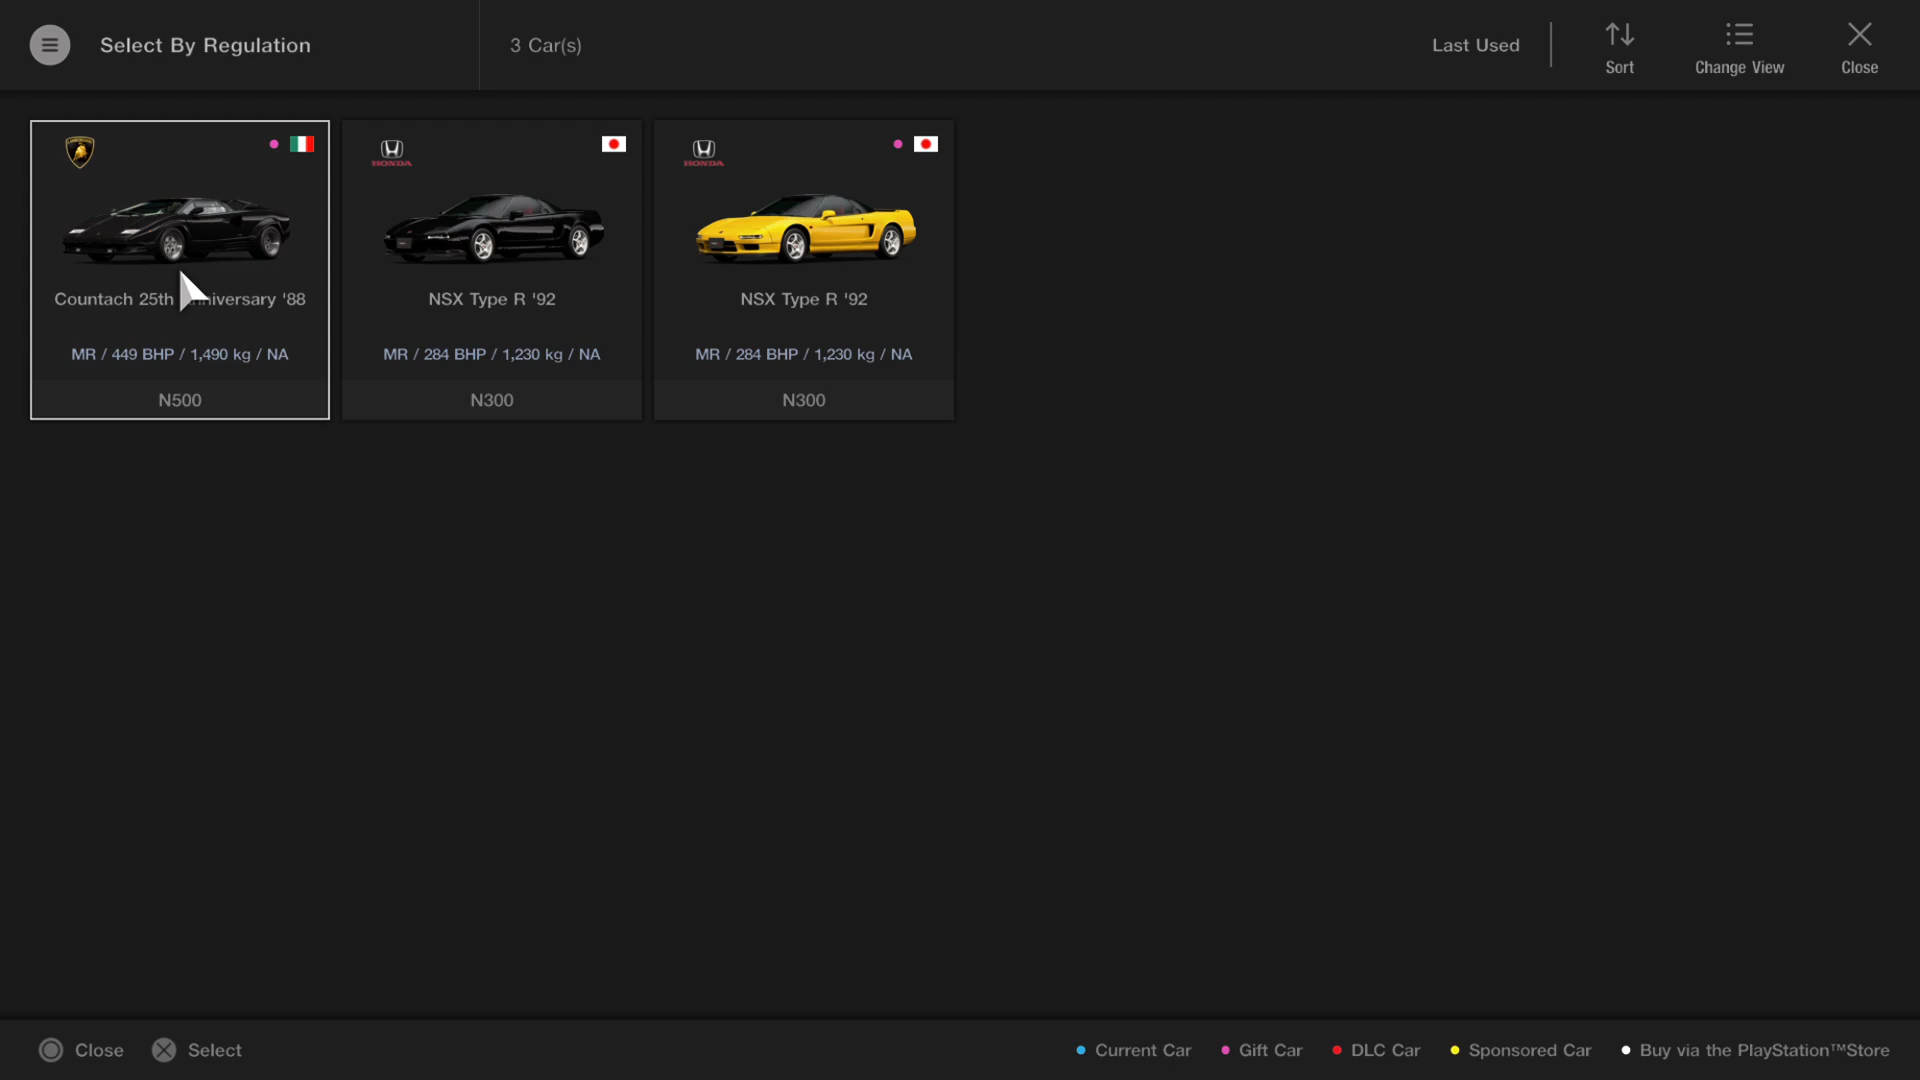 Select By Regulation
3 Car(s)
Last Used
Sort
Change View
Close
HONDA
HONDA
Countach 25th nniversary '88
NSX Type R '92
NSX Type R '92
MR / 449 BHP / 1,490 kg / NA
MR / 284 BHP / 1,230 kg / NA
MR / 284 BHP / 1,230 kg / NA
N500
N300
N300
Close
Select
Current Car
Gift Car
DLC Car
Sponsored Car
Buy via the PlayStation™Store